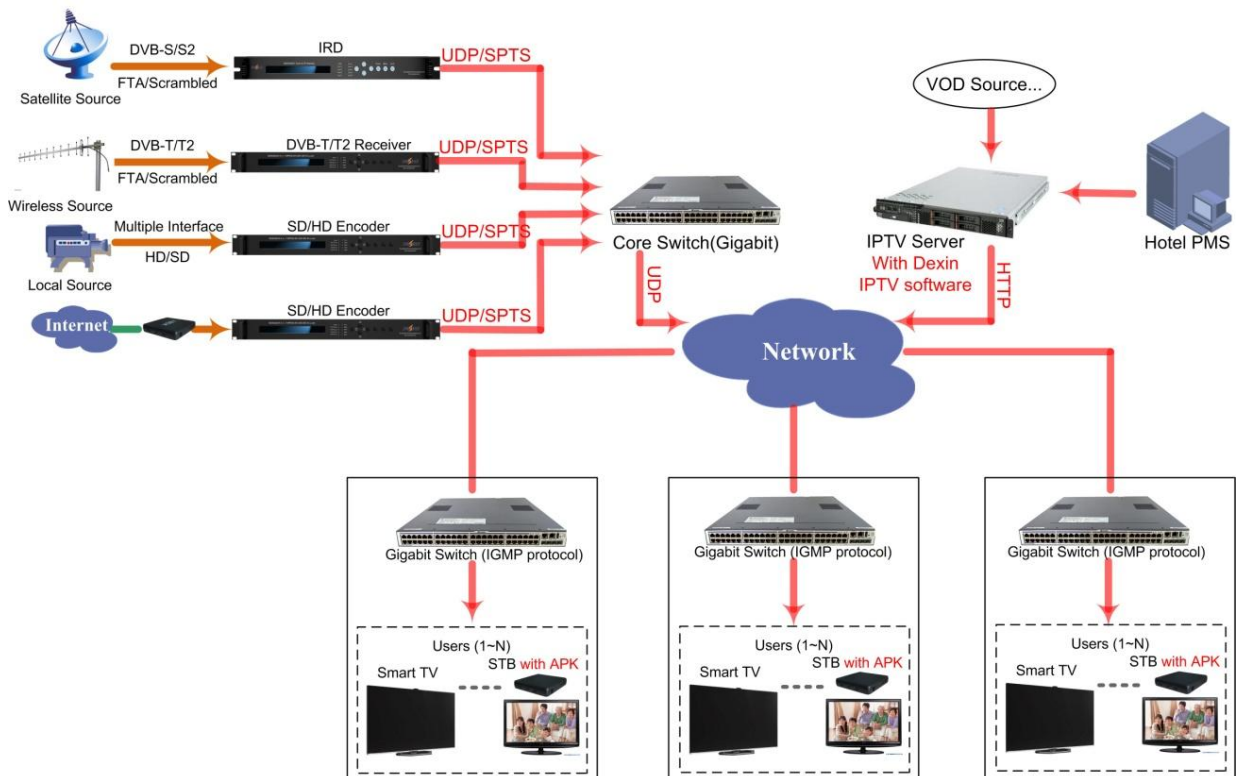 DVB-S/S2
IRD
UDP/SPTS
FTA/Scrambled
Satellite Source
VOD Source...
DVB-T/T2
DVB-T/T2 Receiver
UDP/SPTS
FTA/Scrambled
Wireless Source
Multiple Interface
SD/HD Encoder
UDP/SPTS
HD/SD
Local Source
Core Switch(Gigabit)
IPTV Server
With Dexin
IPTV software
Hotel PMS
UDP
HTTP
Internet
SD/HD Encoder
UDP/SPTS
Network
Gigabit Switch (IGMP protocol)
Users (1~N)
Smart TV
STB with APK
Gigabit Switch (IGMP protocol)
Users (1~N)
Smart TV
STB with APK
Gigabit Switch (IGMP protocol)
Users (1~N)
Smart TV
STB with APK